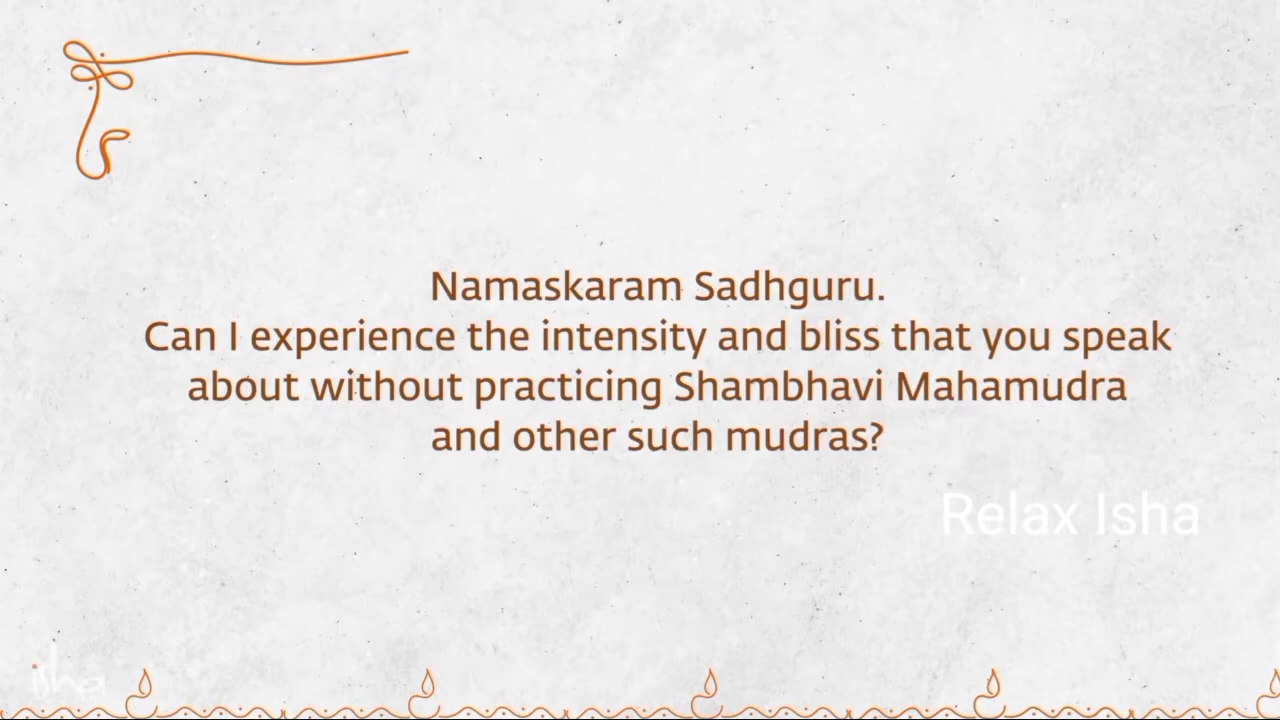 Namaskaram Sadhguru.
Can I experience the intensity and bliss that you speak
about without practicing Shambhavi Mahamudra
and other such mudras?
Relax Isha
isha